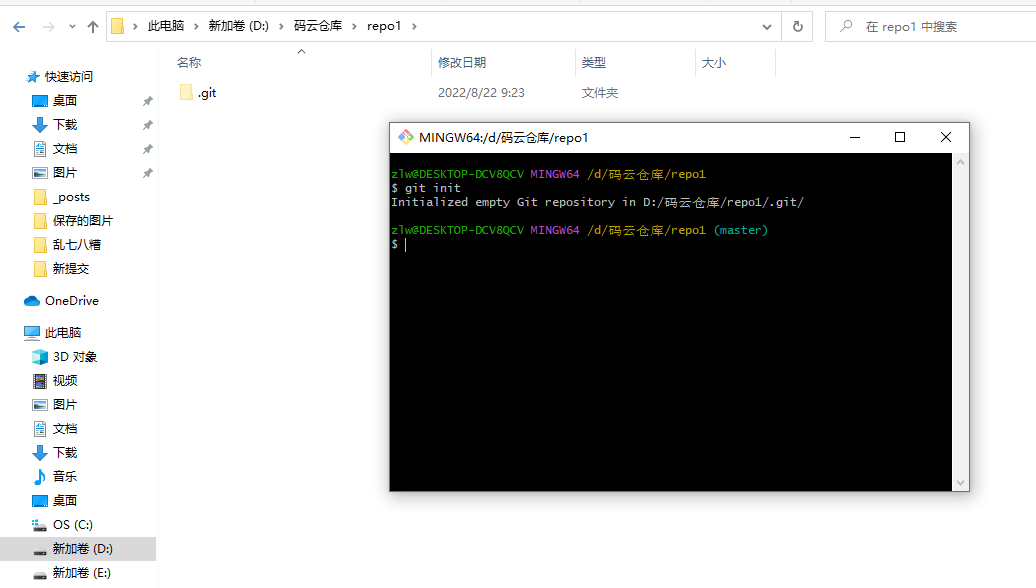 此电脑 新加卷 (D:) 码云仓库 repo1
在 repo1 中搜索
名称 修改日期 类型 大小
.git 2022/8/22 9:23 文件夹
快速访问
桌面
下载
文档
图片
_posts
保存的图片
乱七八糟
新提交
OneDrive
此电脑
3D 对象
视频
图片
文档
下载
音乐
桌面
OS (C:)
新加卷 (D:)
新加卷 (E:)
MINGW64:/d/码云仓库/repo1
zlw@DESKTOP-DCV8QCV MINGW64 /d/码云仓库/repo1
$ git init
Initialized empty Git repository in D:/码云仓库/repo1/.git/
zlw@DESKTOP-DCV8QCV MINGW64 /d/码云仓库/repo1 (master)
$